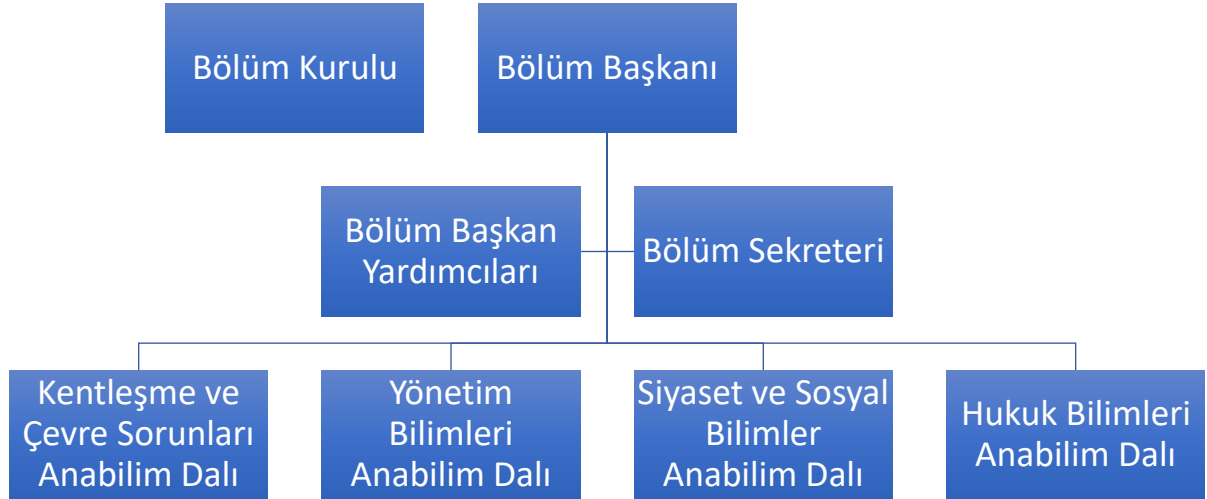 Bölüm Kurulu
Bölüm Başkanı
Bölüm Başkan
Yardımcıları
Bölüm Sekreteri
Kentleşme ve
Çevre Sorunları
Anabilim Dalı
Yönetim
Bilimleri
Anabilim Dalı
Siyaset ve Sosyal
Bilimler
Anabilim Dalı
Hukuk Bilimleri
Anabilim Dalı